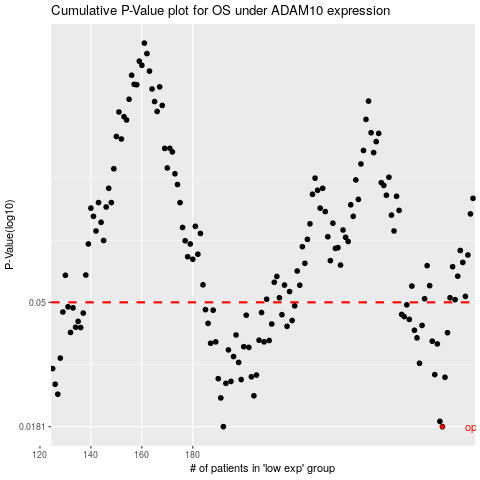 Cumulative P-Value plot for OS under ADAM10 expression
P-Value(log10)
0.05
0.0181
op
120 140 160 180
# of patients in 'low exp' group